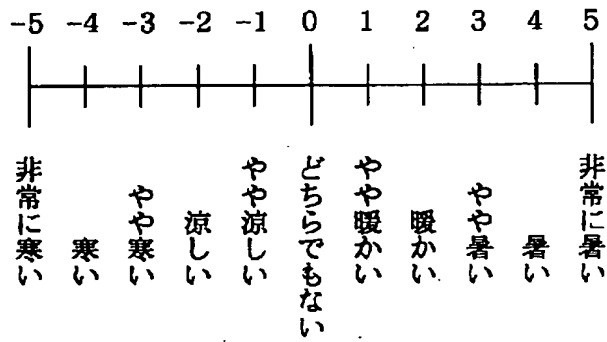 -5 -4 -3 -2 -1 0 1 2 3 4 5
非常に寒い
寒い
やや寒い
涼しい
やや涼しい
どちらでもない
やや暖かい
暖かい
やや暑い
暑い
非常に暑い